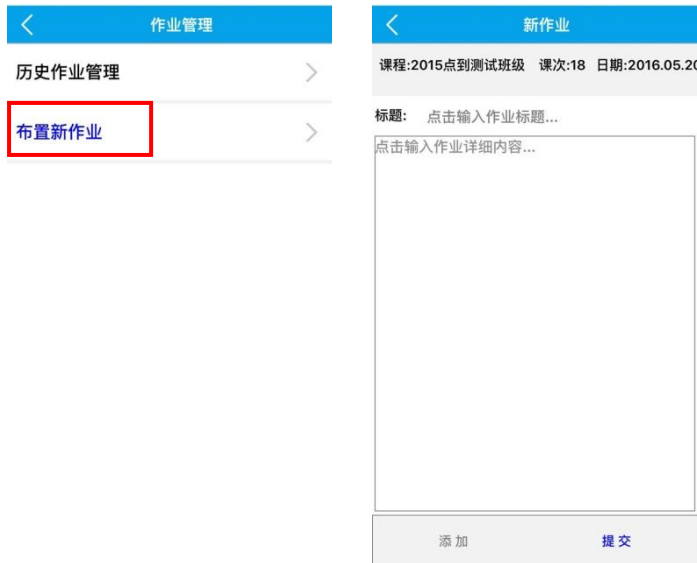 作业管理
历史作业管理
布置新作业
新作业
课程:2015点到测试班级 课次:18 日期:2016.05.20
标题: 点击输入作业标题...
点击输入作业详细内容...
添加 提交